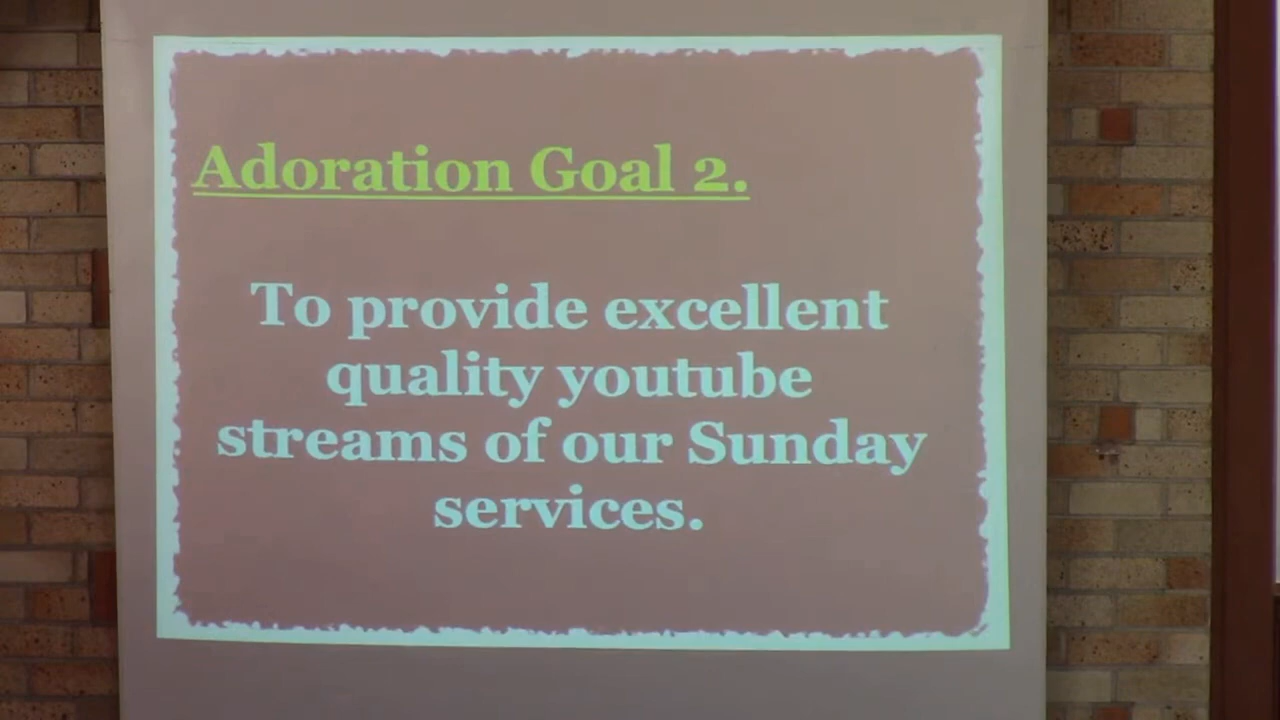 Adoration Goal 2.
To provide excellent
quality youtube
streams of our Sunday
services.